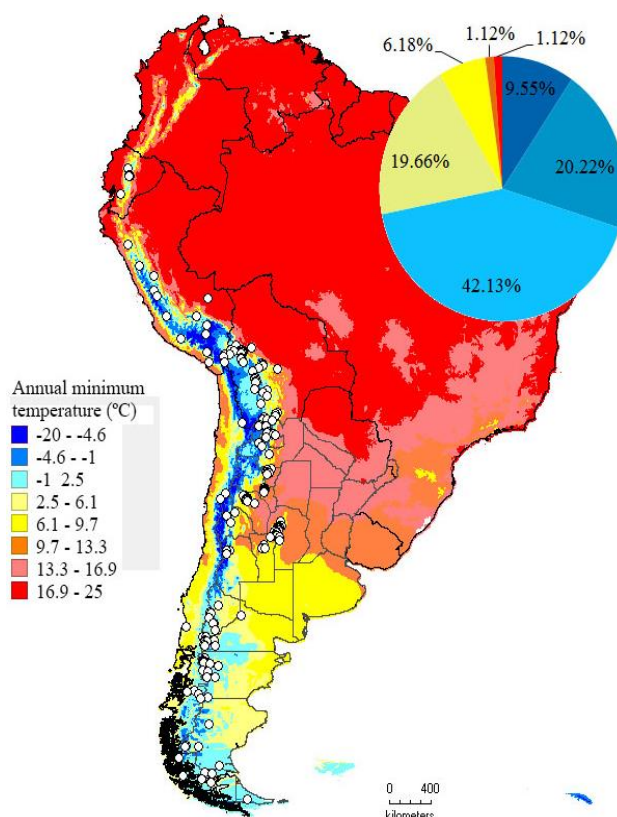 1.12%
1.12%
6.18%
9.55%
19.66%
20.22%
42.13%
Annual minimum
temperature (ºC)
-20 - -4.6
-4.6 - -1
-1 2.5
2.5 - 6.1
6.1 - 9.7
9.7 - 13.3
13.3 - 16.9
16.9 - 25
0 400
kilometers